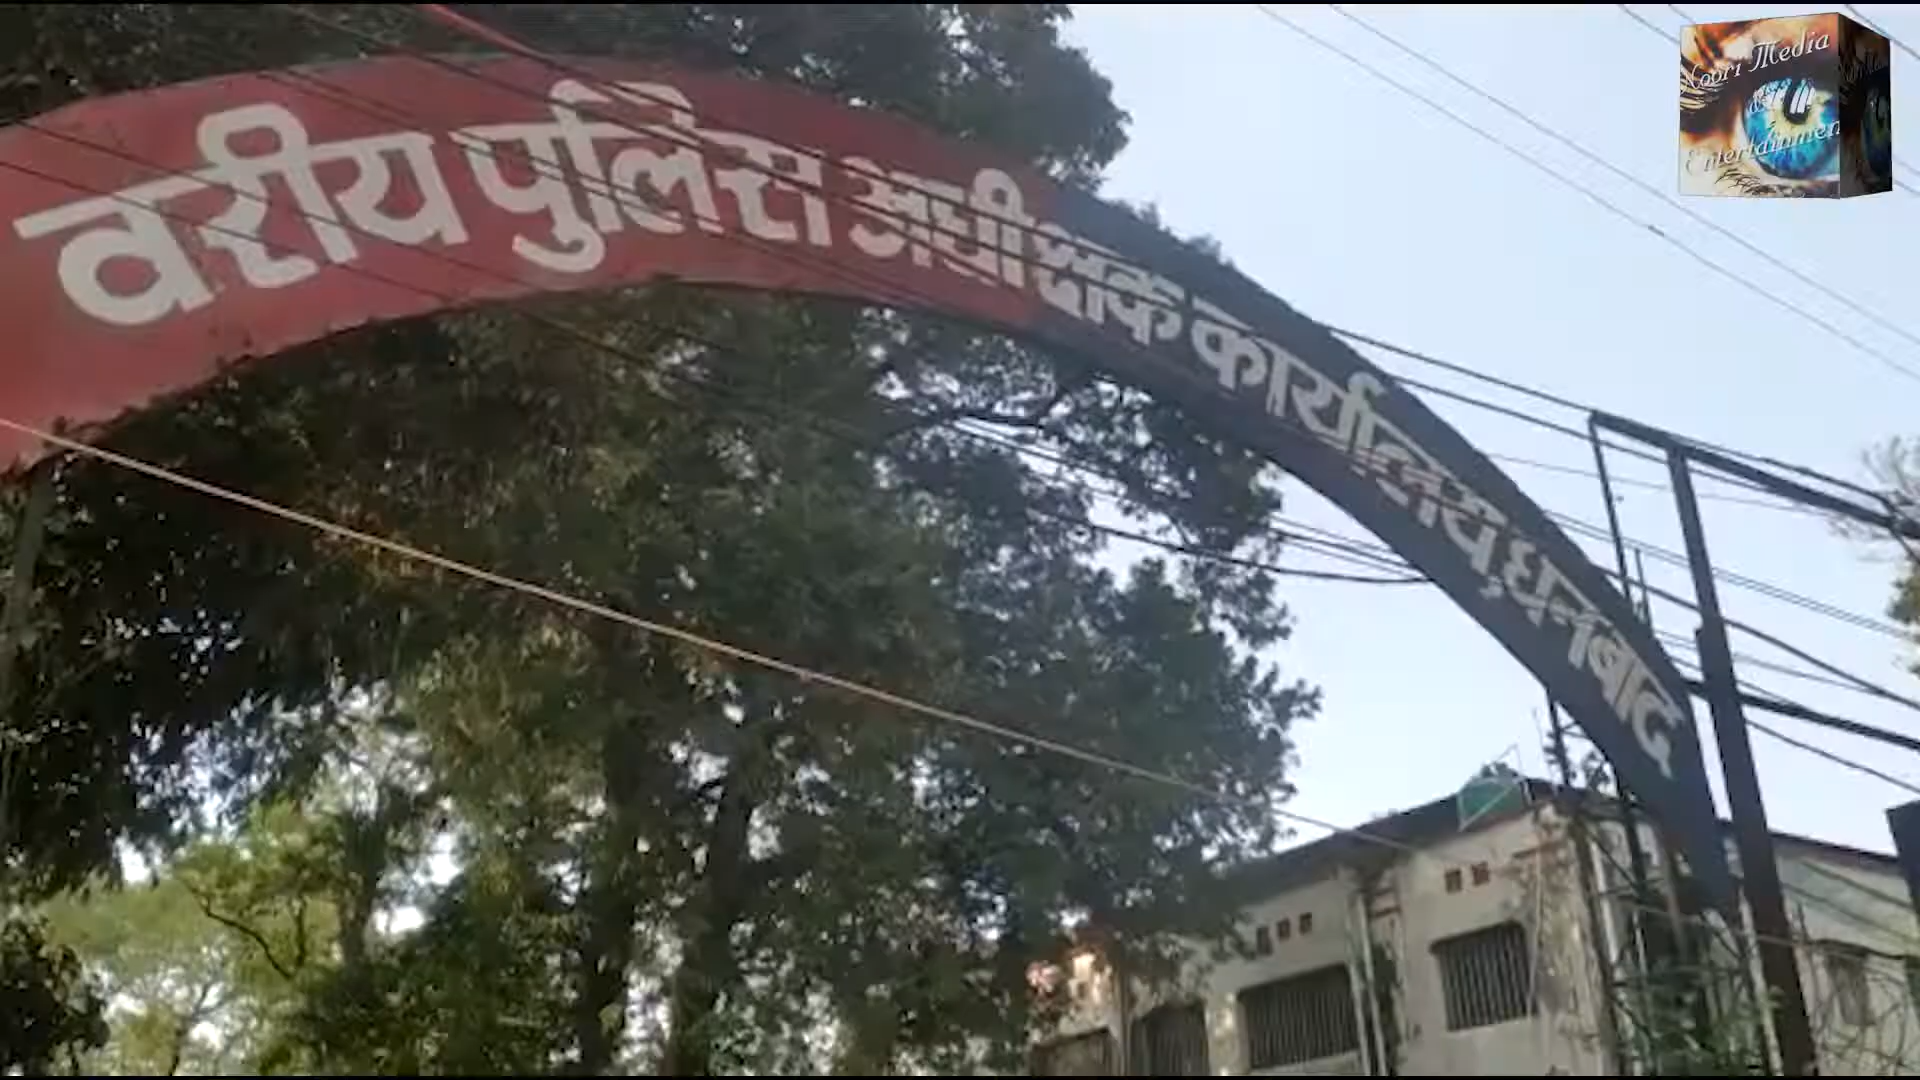 वरीय पुलिस अधीक्षक कार्यालय, धनबाद
Noori Media
&
Entertainment